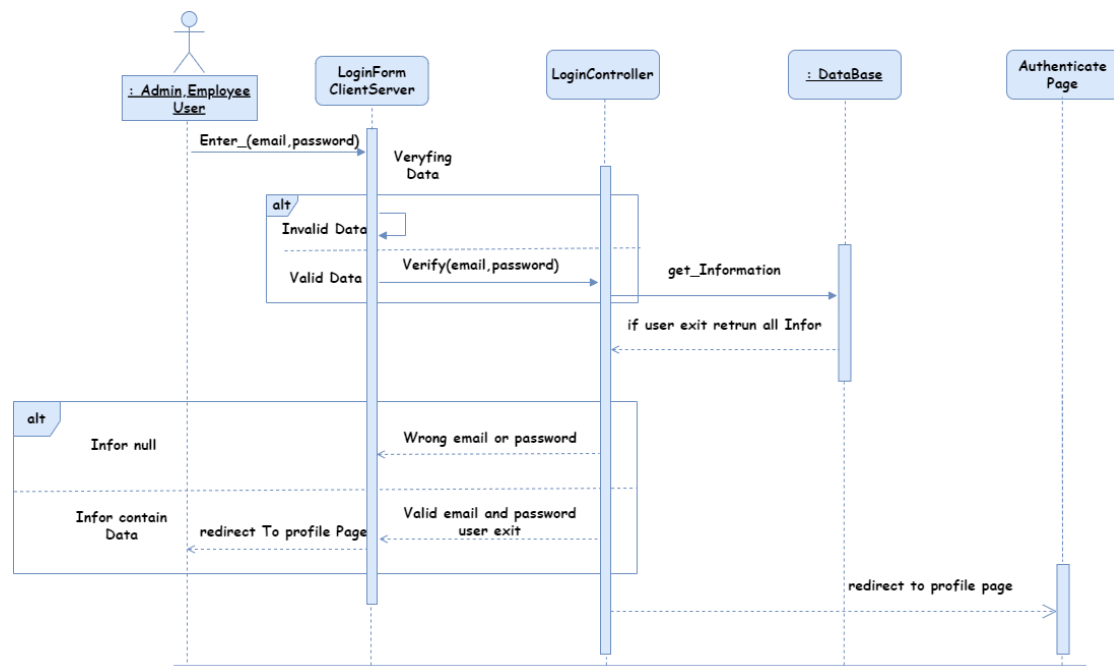 : Admin,Employee
User
LoginForm
ClientServer
LoginController
: DataBase
Authenticate
Page
Enter_(email,password)
Veryfing
Data
alt
Invalid Data
Valid Data
Verify(email,password)
get_Information
if user exit retrun all Infor
alt
Infor null
Wrong email or password
Infor contain
Data
redirect To profile Page
Valid email and password
user exit
redirect to profile page